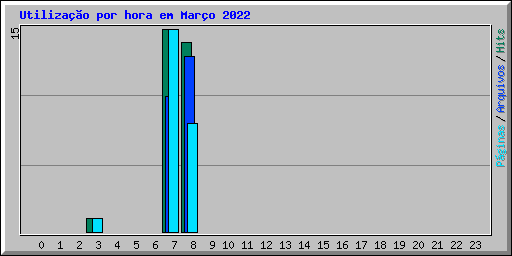 Utilização por hora em Março 2022
15
Páginas / Arquivos / Hits
0 1 2 3 4 5 6 7 8 9 10 11 12 13 14 15 16 17 18 19 20 21 22 23